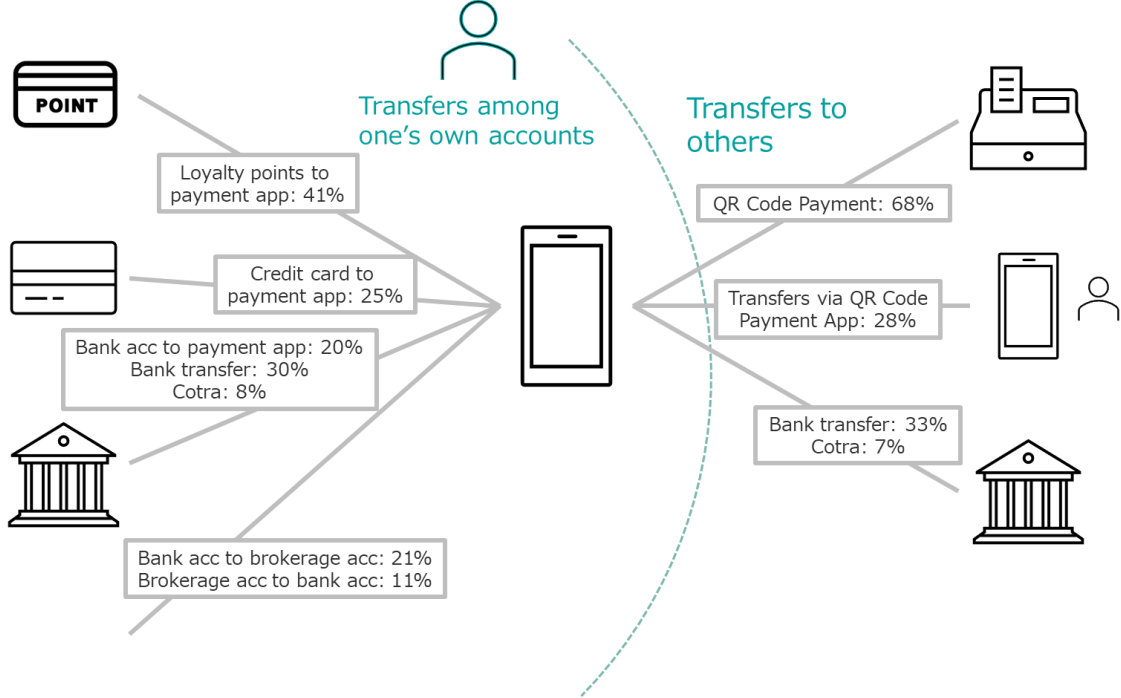 POINT
Transfers among
one's own accounts
Transfers to
others
Loyalty points to
payment app: 41%
QR Code Payment: 68%
Credit card to
payment app: 25%
Transfers via QR Code
Payment App: 28%
Bank acc to payment app: 20%
Bank transfer: 30%
Cotra: 8%
Bank transfer: 33%
Cotra: 7%
Bank acc to brokerage acc: 21%
Brokerage acc to bank acc: 11%